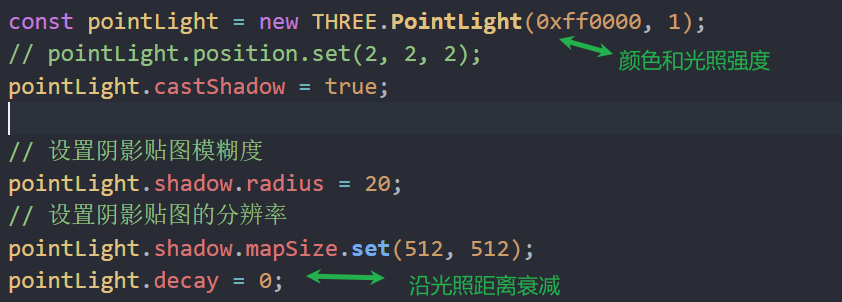 const pointLight = new THREE.PointLight(0xff0000, 1);
// pointLight.position.set(2, 2, 2);
颜色和光照强度
pointLight.castShadow = true;
// 设置阴影贴图模糊度
pointLight.shadow.radius = 20;
// 设置阴影贴图的分辨率
pointLight.shadow.mapSize.set(512, 512);
pointLight.decay = 0;
沿光照距离衰减